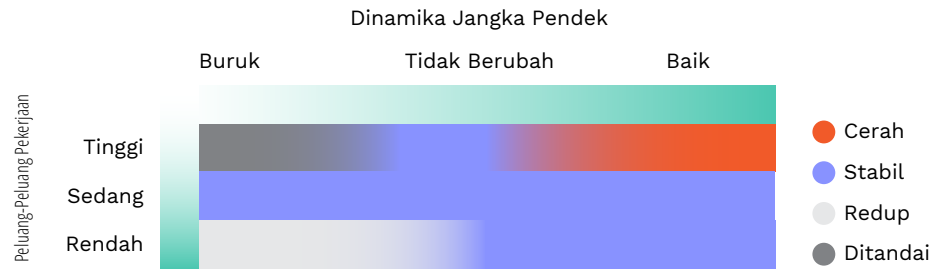 Dinamika Jangka Pendek
Buruk Tidak Berubah Baik
Peluang-Peluang Pekerjaan
Tinggi
Sedang
Rendah
Cerah
Stabil
Redup
Ditandai